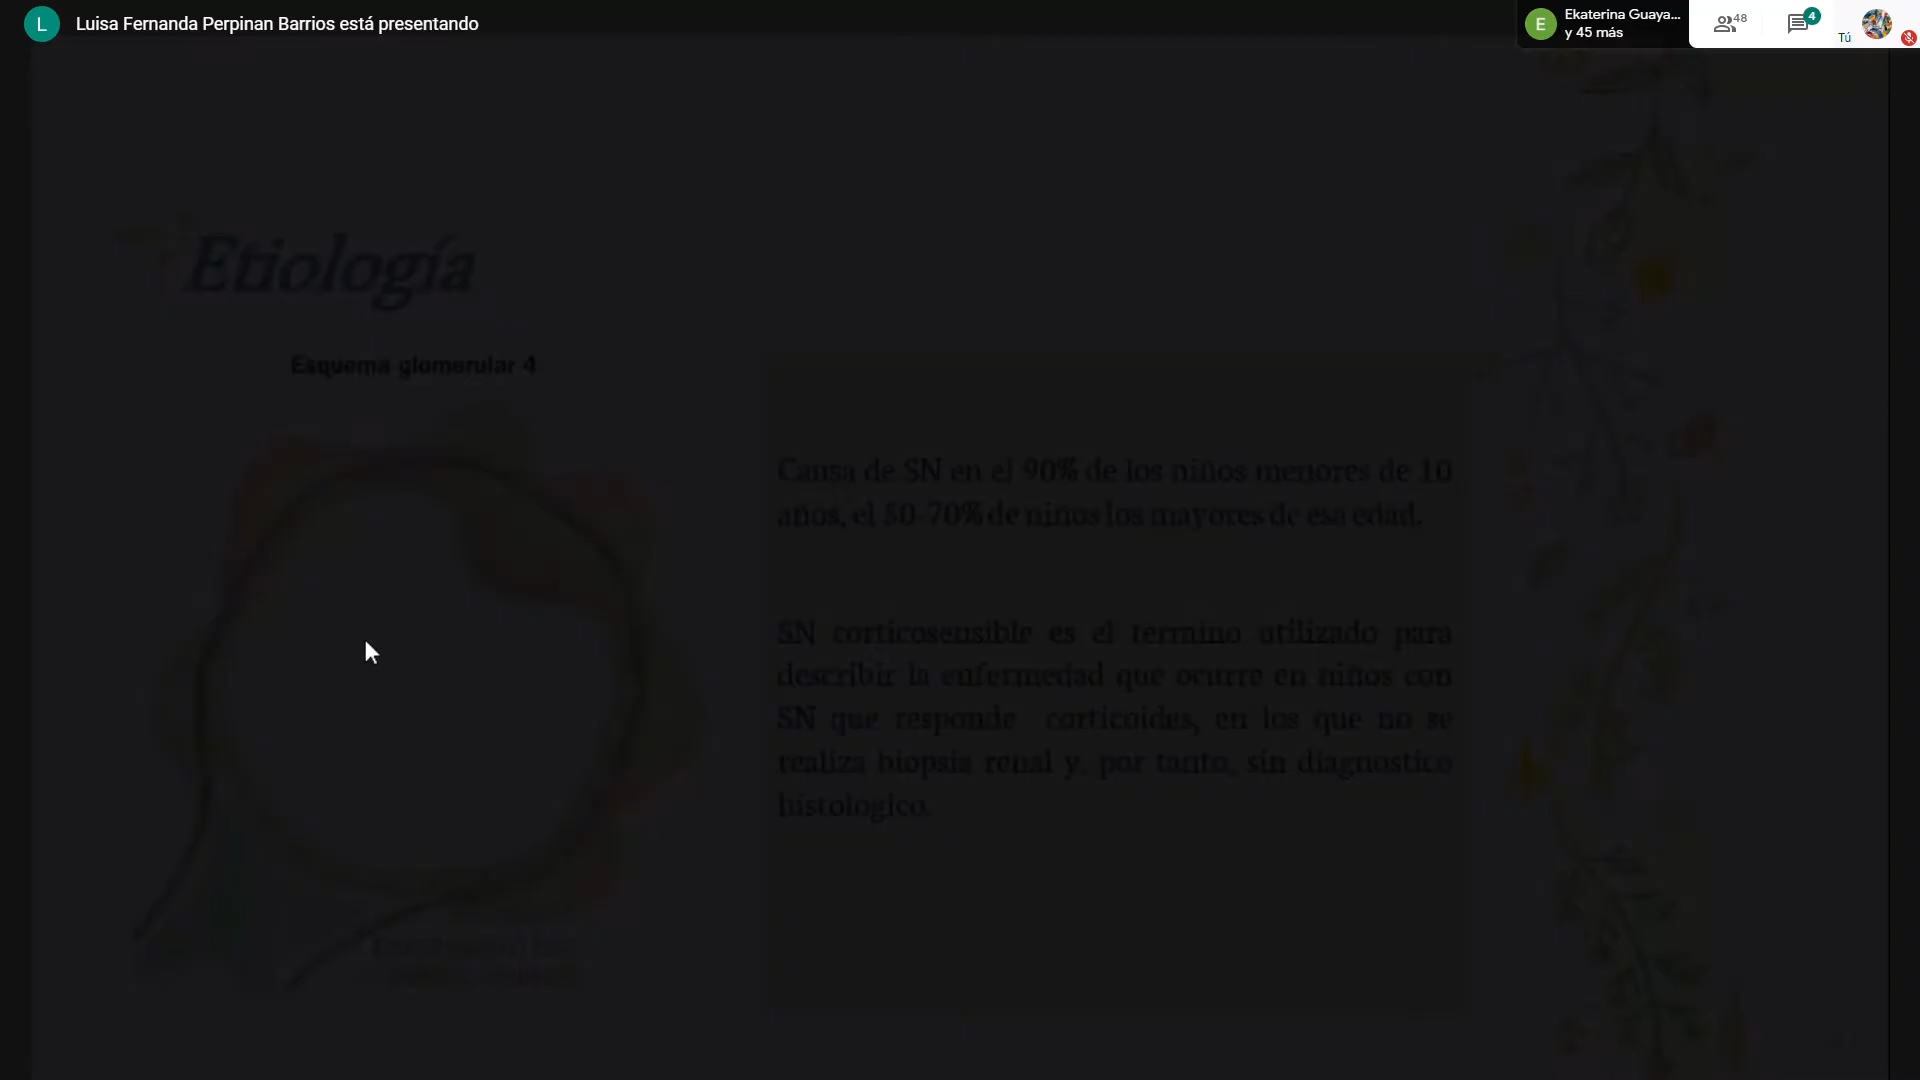 L Luisa Fernanda Perpinan Barrios está presentando
E Ekaterina Guaya...
y 45 más
48
4
Tú
Etiología
Esquema glomerular 4
Causa de SN en el 90% de los niños menores de 10
años, el 50-70% de niños los mayores de esa edad.
SN corticosensible es el termino utilizado para
describir la enfermedad que ocurre en niños con
SN que responde corticoides, en los que no se
realiza biopsia renal y, por tanto, sin diagnostico
histologico.